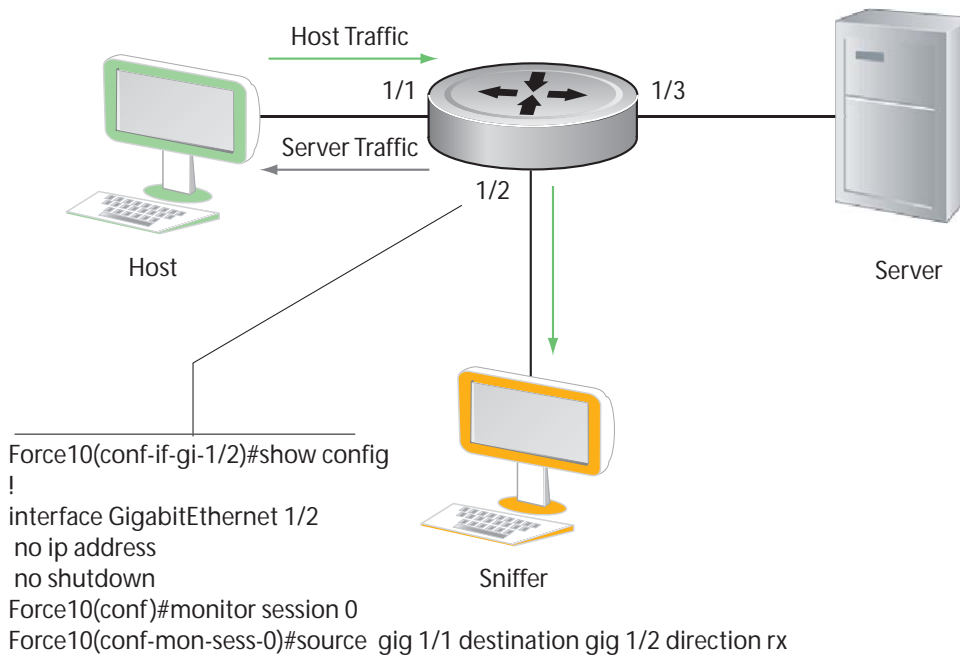 Host Traffic
1/1
1/3
Server Traffic
1/2
Host
Server
Force10(conf-if-gi-1/2)#show config
!
interface GigabitEthernet 1/2
no ip address
no shutdown
Sniffer
Force10(conf)#monitor session 0
Force10(conf-mon-sess-0)#source gig 1/1 destination gig 1/2 direction rx